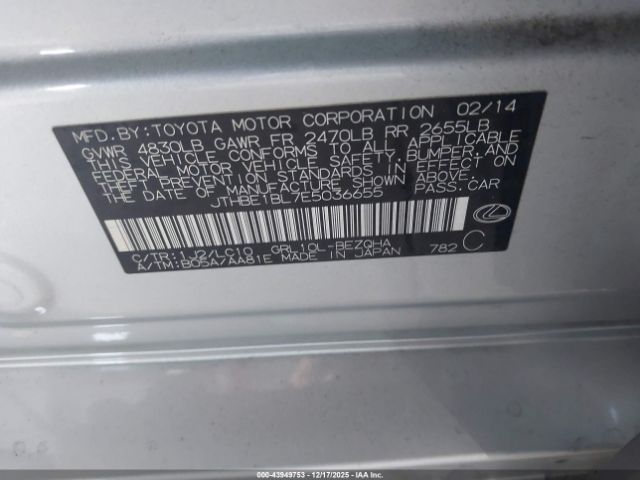 MFD.BY:TOYOTA MOTOR CORPORATION 02/14
GVWR 4830LB GAWR FR 2470LB RR 2655LB
THIS VEHICLE CONFORMS TO ALL APPLICABLE
FEDERAL MOTOR VEHICLE SAFETY, BUMPER, AND
THEFT PREVENTION STANDARDS IN EFFECT ON
THE DATE OF MANUFACTURE SHOWN ABOVE.
JTHBE1BL7E5036655 PASS.CAR
C/TR:1J2/LC10 GRL10L-BEZQHA
A/TM:B05A/AA81E MADE IN JAPAN 782 C
000-43949753 - 12/17/2025 - IAAI.COM